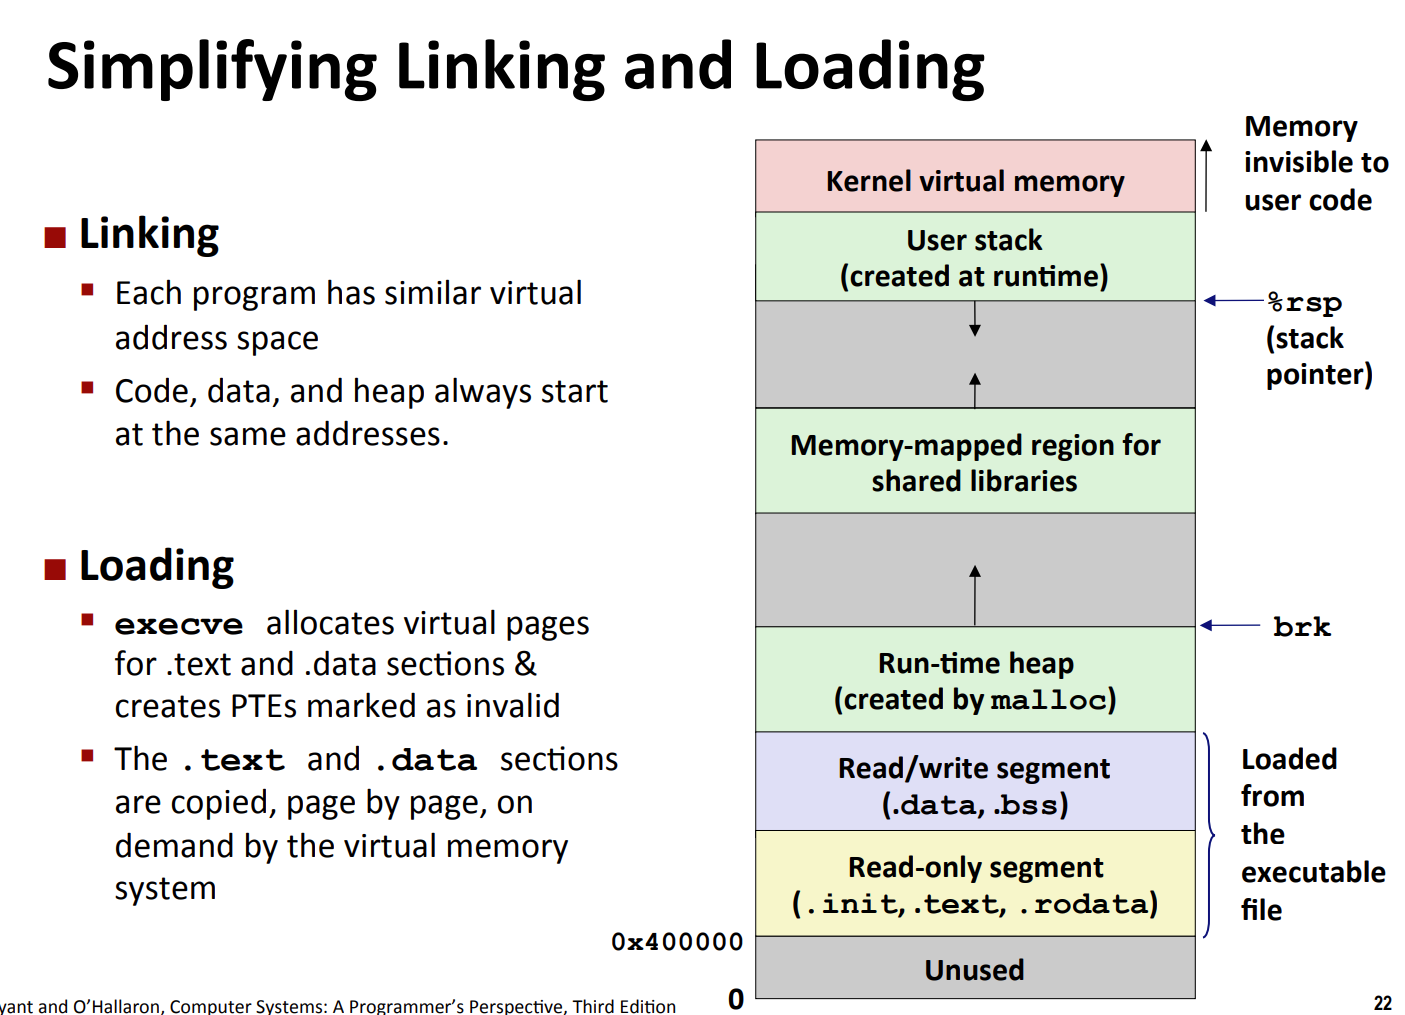 Simplifying Linking and Loading
Linking
Each program has similar virtual
address space
Code, data, and heap always start
at the same addresses.
Loading
execve allocates virtual pages
for .text and .data sections &
creates PTEs marked as invalid
The .text and .data sections
are copied, page by page, on
demand by the virtual memory
system
Kernel virtual memory
User stack
(created at runtime)
Memory-mapped region for
shared libraries
Run-time heap
(created by malloc)
Read/write segment
(.data, .bss)
Read-only segment
(.init, .text, .rodata)
Unused
0x400000
0
Memory
invisible to
user code
%rsp
(stack
pointer)
brk
Loaded
from
the
executable
file
and O'Hallaron, Computer Systems: A Programmer's Perspective, Third Edition
22